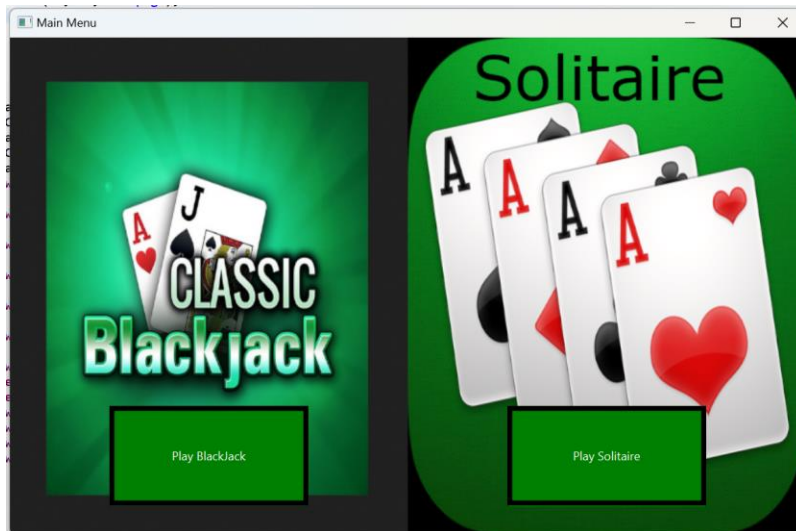 Main Menu
Solitaire
A
A
A
A
A
J
CLASSIC
Blackjack
Play BlackJack
Play Solitaire